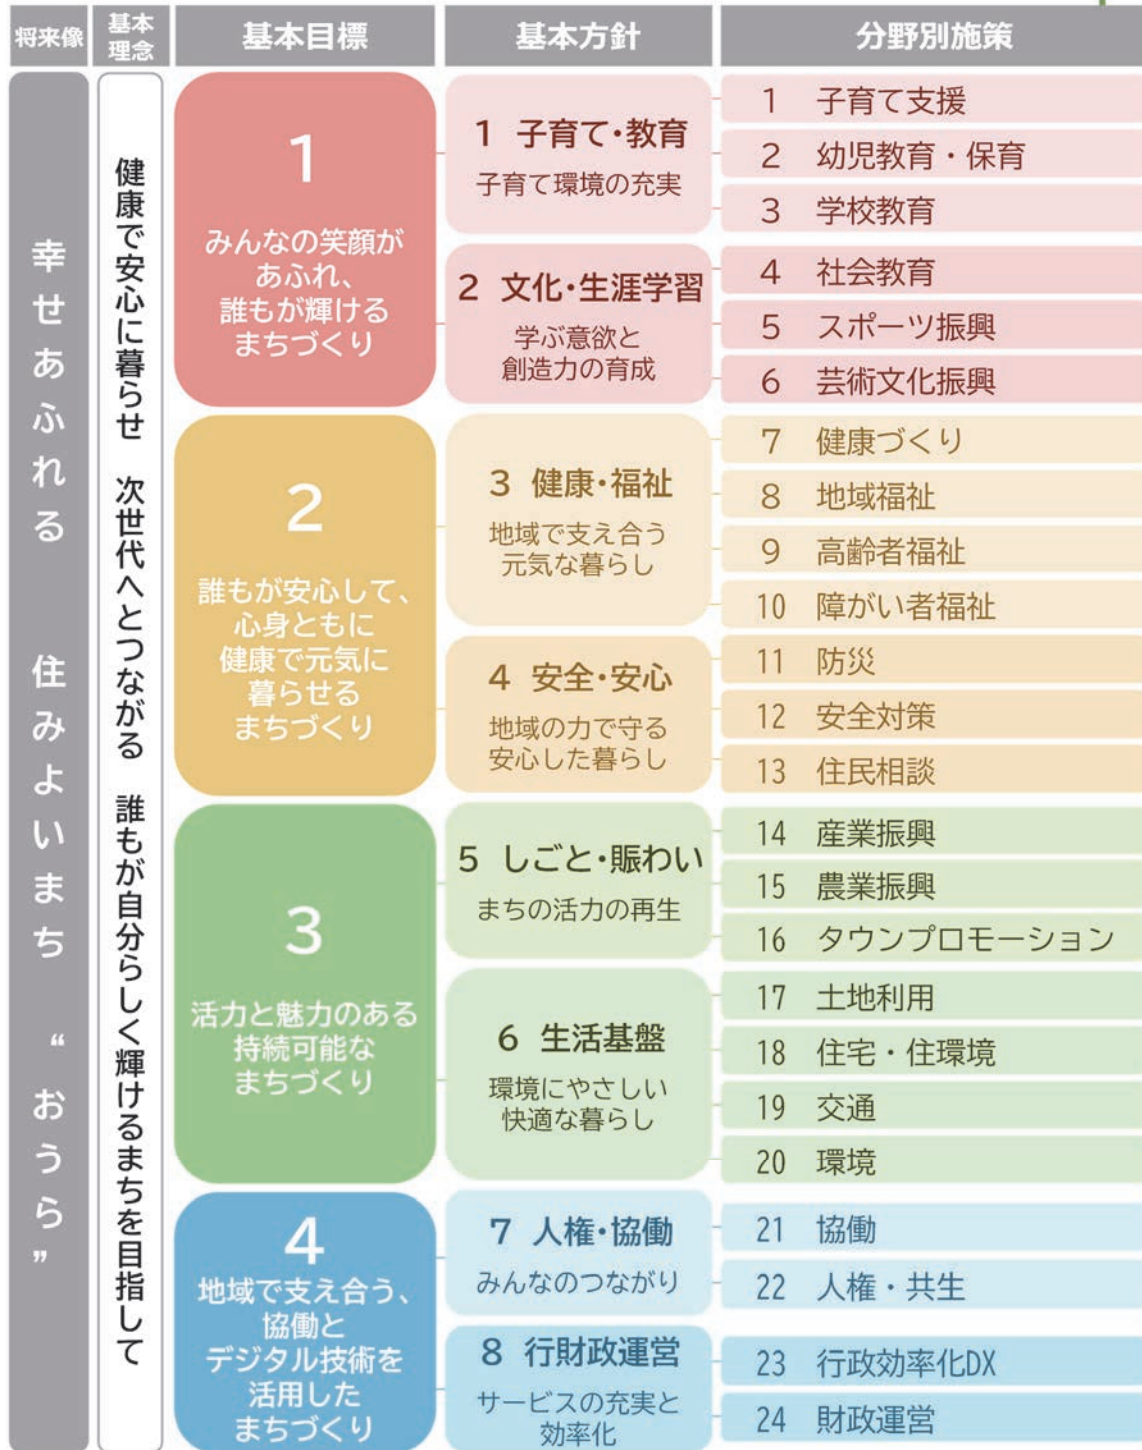 将来像
基本
理念
基本目標
基本方針
分野別施策
幸せあふれる 住みよいまち “おうら”
健康で安心に暮らせ 次世代へとつながる 誰もが自分らしく輝けるまちを目指して
1
みんなの笑顔が
あふれ、
誰もが輝ける
まちづくり
1 子育て・教育
子育て環境の充実
1 子育て支援
2 幼児教育・保育
3 学校教育
2 文化・生涯学習
学ぶ意欲と
創造力の育成
4 社会教育
5 スポーツ振興
6 芸術文化振興
2
誰もが安心して、
心身ともに
健康で元気に
暮らせる
まちづくり
3 健康・福祉
地域で支え合う
元気な暮らし
7 健康づくり
8 地域福祉
9 高齢者福祉
10 障がい者福祉
4 安全・安心
地域の力で守る
安心した暮らし
11 防災
12 安全対策
13 住民相談
3
活力と魅力のある
持続可能な
まちづくり
5 しごと・賑わい
まちの活力の再生
14 産業振興
15 農業振興
16 タウンプロモーション
6 生活基盤
環境にやさしい
快適な暮らし
17 土地利用
18 住宅・住環境
19 交通
20 環境
4
地域で支え合う、
協働と
デジタル技術を
活用した
まちづくり
7 人権・協働
みんなのつながり
21 協働
22 人権・共生
8 行財政運営
サービスの充実と
効率化
23 行政効率化DX
24 財政運営